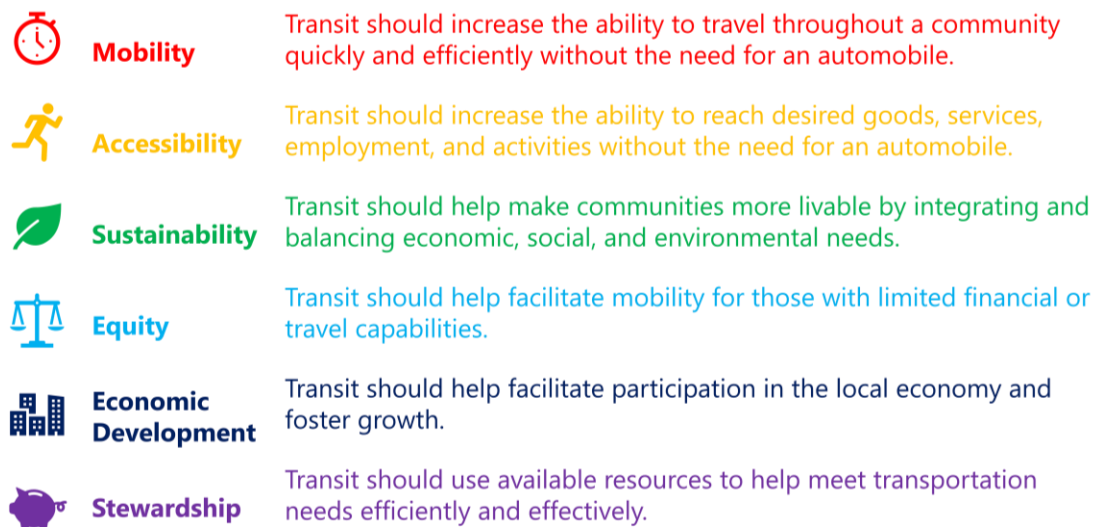 Mobility
Transit should increase the ability to travel throughout a community
quickly and efficiently without the need for an automobile.
Accessibility
Transit should increase the ability to reach desired goods, services,
employment, and activities without the need for an automobile.
Sustainability
Transit should help make communities more livable by integrating and
balancing economic, social, and environmental needs.
Equity
Transit should help facilitate mobility for those with limited financial or
travel capabilities.
Economic
Development
Transit should help facilitate participation in the local economy and
foster growth.
Stewardship
Transit should use available resources to help meet transportation
needs efficiently and effectively.